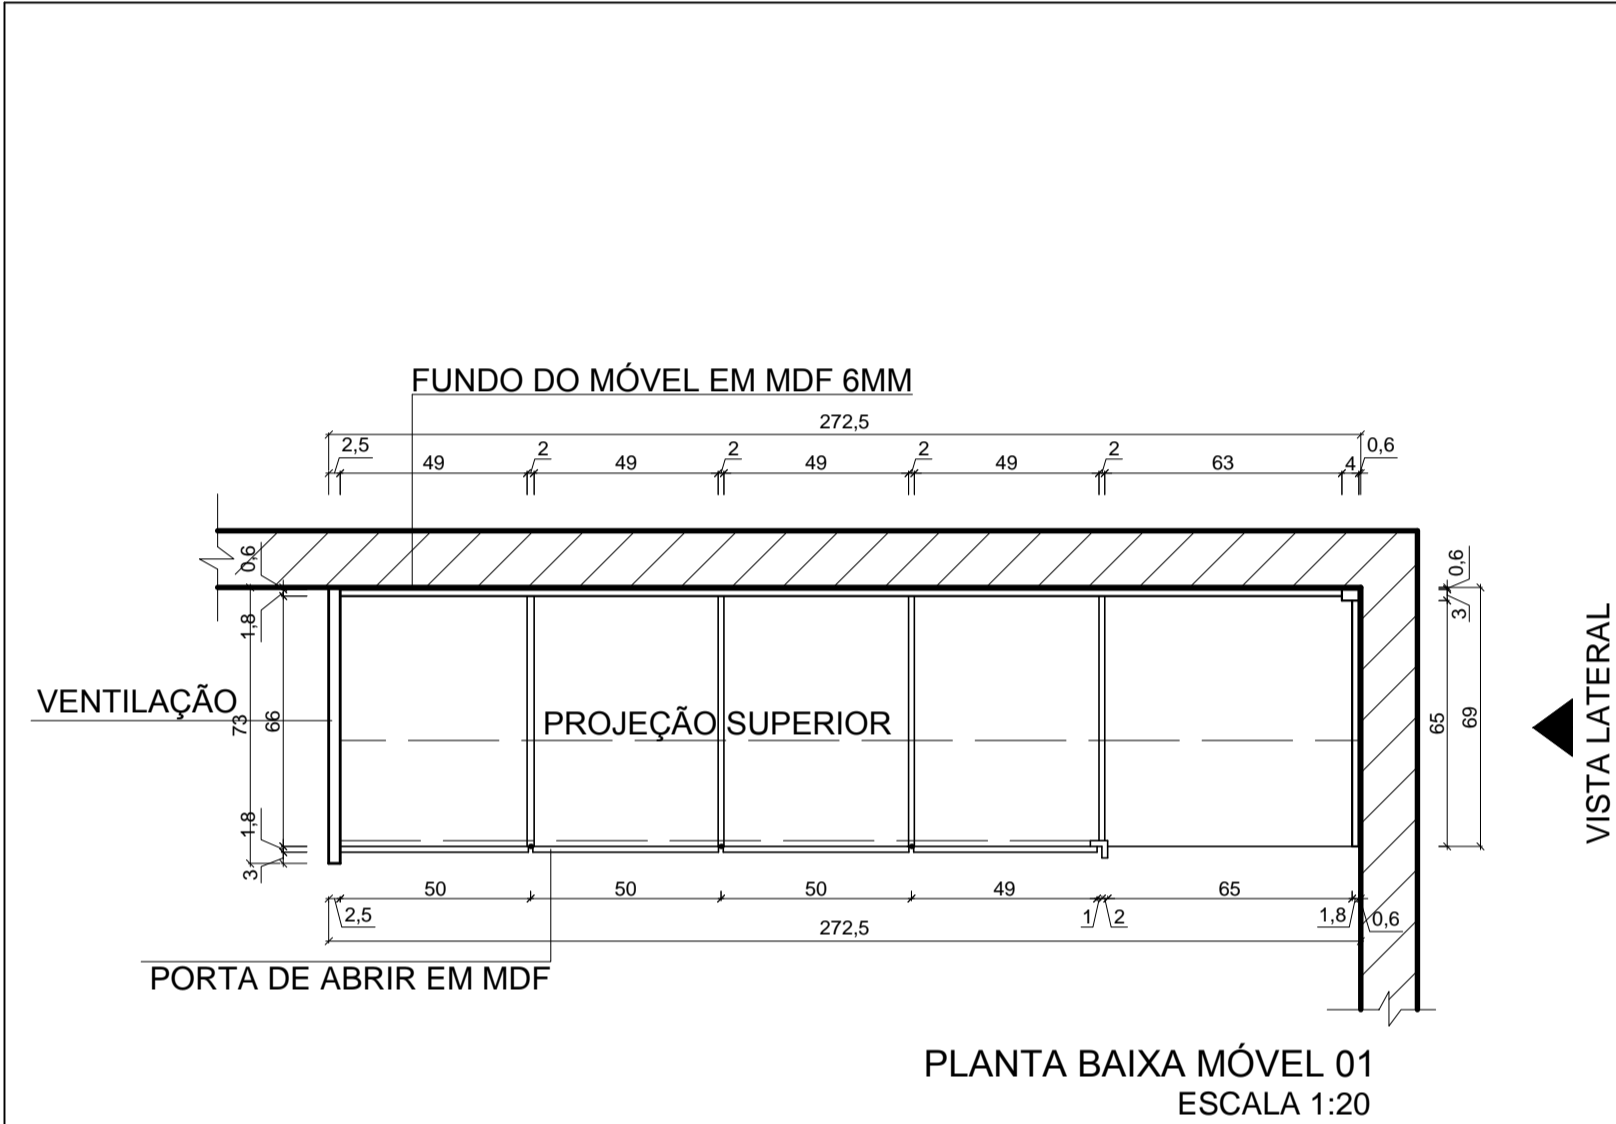 FUNDO DO MÓVEL EM MDF 6MM
272,5
2,5 49 2 49 2 49 2 49 2 63 4 0,6
0,6
1,8
73
66
1,8
3
VENTILAÇÃO
PROJEÇÃO SUPERIOR
0,6
3
65
69
VISTA LATERAL
50 50 50 49 65
2,5 1 2 1,8 0,6
272,5
PORTA DE ABRIR EM MDF
PLANTA BAIXA MÓVEL 01
ESCALA 1:20